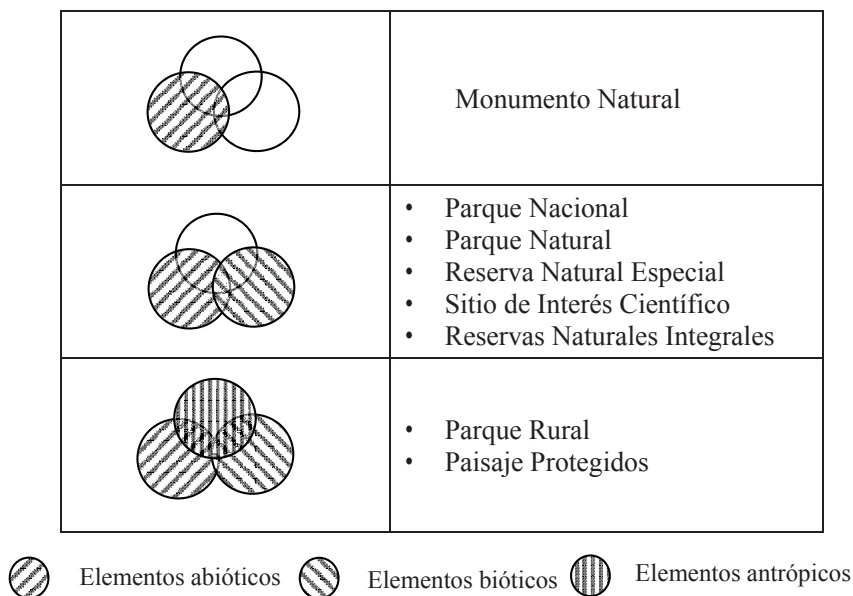 Monumento Natural
• Parque Nacional
• Parque Natural
• Reserva Natural Especial
• Sitio de Interés Científico
• Reservas Naturales Integrales
• Parque Rural
• Paisaje Protegidos
Elementos abióticos Elementos bióticos Elementos antrópicos